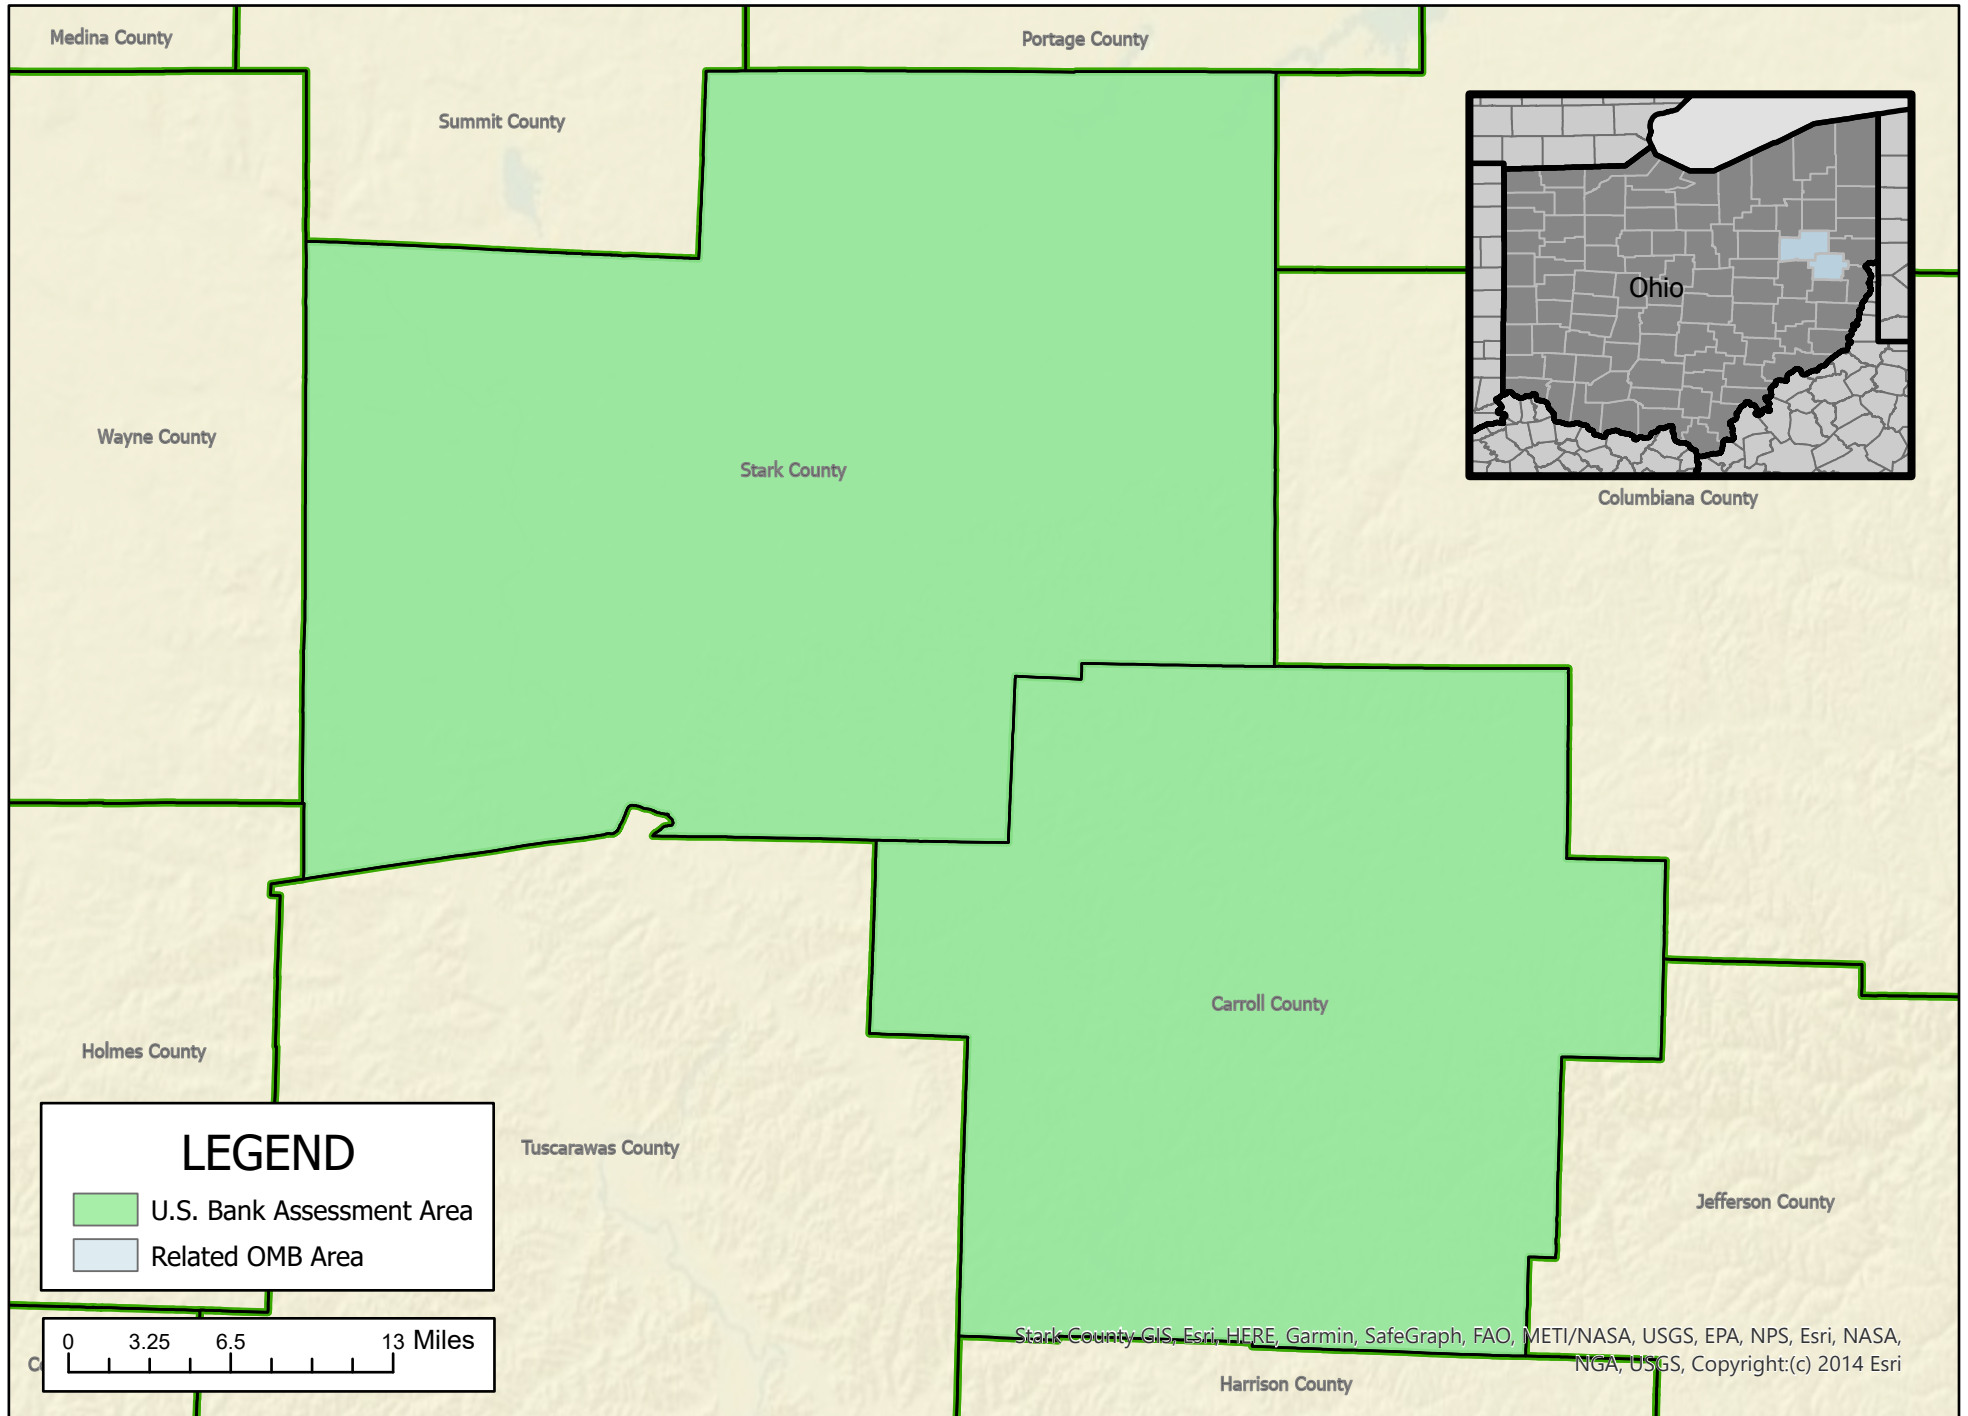 Medina County
Portage County
Summit County
Ohio
Wayne County
Stark County
Columbiana County
Carroll County
Holmes County
Tuscarawas County
Jefferson County
LEGEND
U.S. Bank Assessment Area
Related OMB Area
0 3.25 6.5 13 Miles
Stark County GIS, Esri, HERE, Garmin, SafeGraph, FAO, METI/NASA, USGS, EPA, NPS, Esri, NASA,
NGA, USGS, Copyright:(c) 2014 Esri
Harrison County